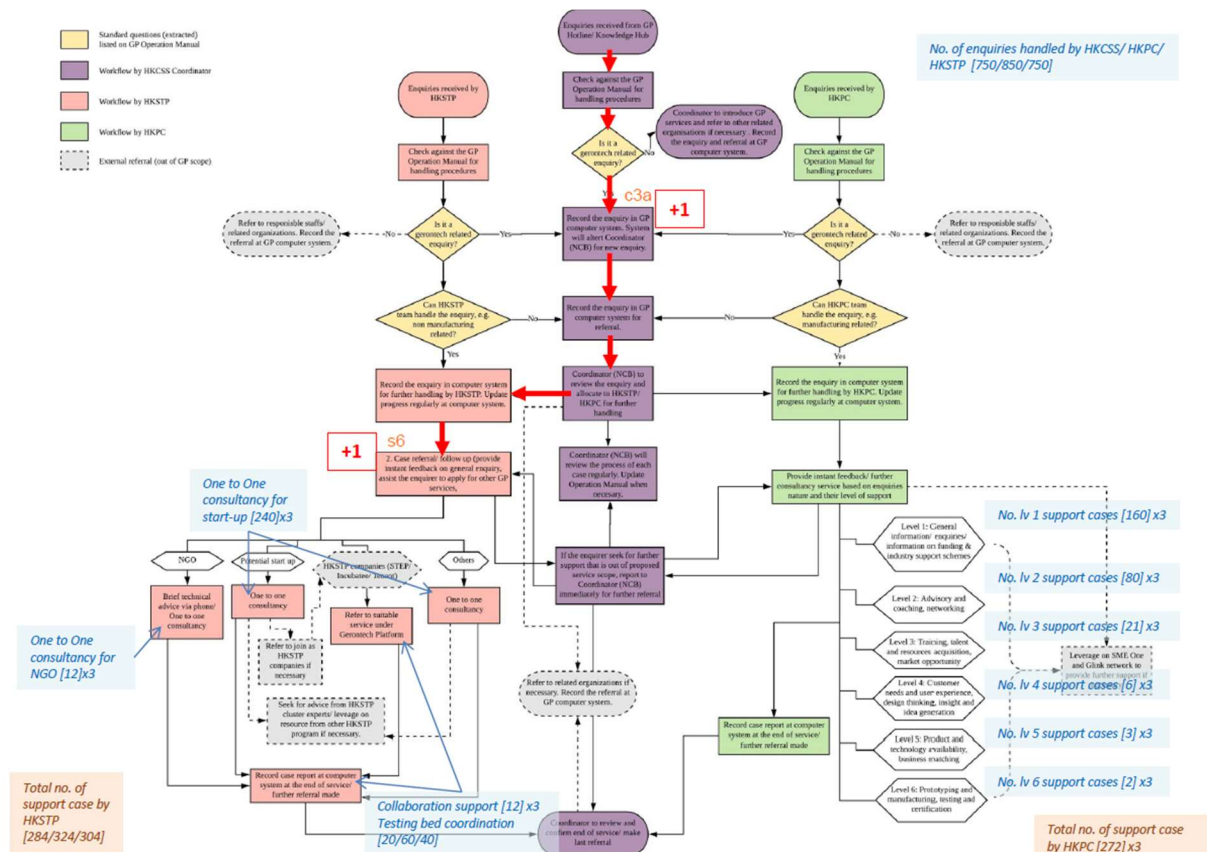 Standard questions (extracted)
listed on GP Operation Manual
Workflow by HKCSS Coordinator
Workflow by HKSTP
Workflow by HKPC
External referral (out of GP scope)
Enquiries received from GP
Hotline/ Knowledge Hub
No. of enquiries handled by HKCSS/ HKPC/
HKSTP [750/850/750]
Enquiries received by
HKSTP
Check against the GP
Operation Manual for
handling procedures
Enquiries received by
HKPC
Coordinator to introduce GP
services and refer to other related
organisations if necessary . Record
the enquiry and referral at GP
computer system.
Check against the GP
Operation Manual for
handling procedures
Is it a
gerontech related
enquiry?
No
Check against the GP
Operation Manual for
handling procedures
c3a
+1
Refer to responisble staffs/
related organizations. Record the
referral at GP computer system.
No
Is it a
gerontech related
enquiry?
Yes
Record the enquiry in GP
computer system. System
will altert Coordinator
(NCB) for new enquiry.
Yes
Is it a
gerontech related
enquiry?
No
Refer to responsible staffs/
related organizations. Record the
referral at GP computer system.
Can HKSTP
team handle the enquiry, e.g.
non manufacturing
related?
No
Record the enquiry in GP
computer system for
referral.
No
Can HKPC team
handle the enquiry, e.g.
manufacturing related?
Yes
Yes
Record the enquiry in computer system
for further handling by HKSTP. Update
progress regularly at computer system.
Coordinator (NCB) to
review the enquiry and
allocate to HKSTP/
HKPC for further
handling
Record the enquiry in computer system
for further handling by HKPC. Update
progress regularly at computer system.
+1
s6
2. Case referral/ follow up (provide
instant feedback on general enquiry,
assist the enquirer to apply for other GP
services,
Coordinator (NCB) will
review the process of each
case regularly. Update
Operation Manual when
necesary.
Provide instant feedback/ further
consultancy service based on enquiries
nature and their level of support
One to One
consultancy for
start-up [240]x3
NGO
Potential start up
HKSTP companies (STEP/
Incubatee/ Tenant)
Others
If the enquirer seek for further
support that is out of proposed
service scope, report to
Coordinator (NCB)
immediately for further referral
Level 1: General
information/ enquiries/
information on funding &
industry support schemes
No. lv 1 support cases [160] x3
Brief technical
advice via phone/
One to one
consultancy
One to one
consultancy
Refer to suitable
service under
Gerontech Platform
One to one
consultancy
Level 2: Advisory and
coaching, networking
No. lv 2 support cases [80] x3
One to One
consultancy for
NGO [12]x3
Refer to join as
HKSTP
companies if
necessary
Level 3: Training, talent
and resources acquisition,
market opportunity
No. lv 3 support cases [21] x3
Leverage on SME One
and Glink network to
provide further support if
Seek for advice from HKSTP
cluster experts/ leverage on
resource from other HKSTP
program if necessary.
Refer to related organizations if
necessary. Record the referral at
GP computer system.
Level 4: Customer
needs and user experience,
design thinking, insight and
idea generation
No. lv 4 support cases [6] x3
Record case report at computer
system at the end of service/
further referral made
Level 5: Product and
technology availability,
business matching
No. lv 5 support cases [3] x3
Record case report at computer
system at the end of service/
further referral made
Level 6: Prototyping and
manufacturing, testing and
certification
No. lv 6 support cases [2] x3
Total no. of
support case by
HKSTP
[284/324/304]
Collaboration support [12] x3
Testing bed coordination
[20/60/40]
Coordinator to review and
confirm end of service/ make
last referral
Total no. of support case
by HKPC [272] x3